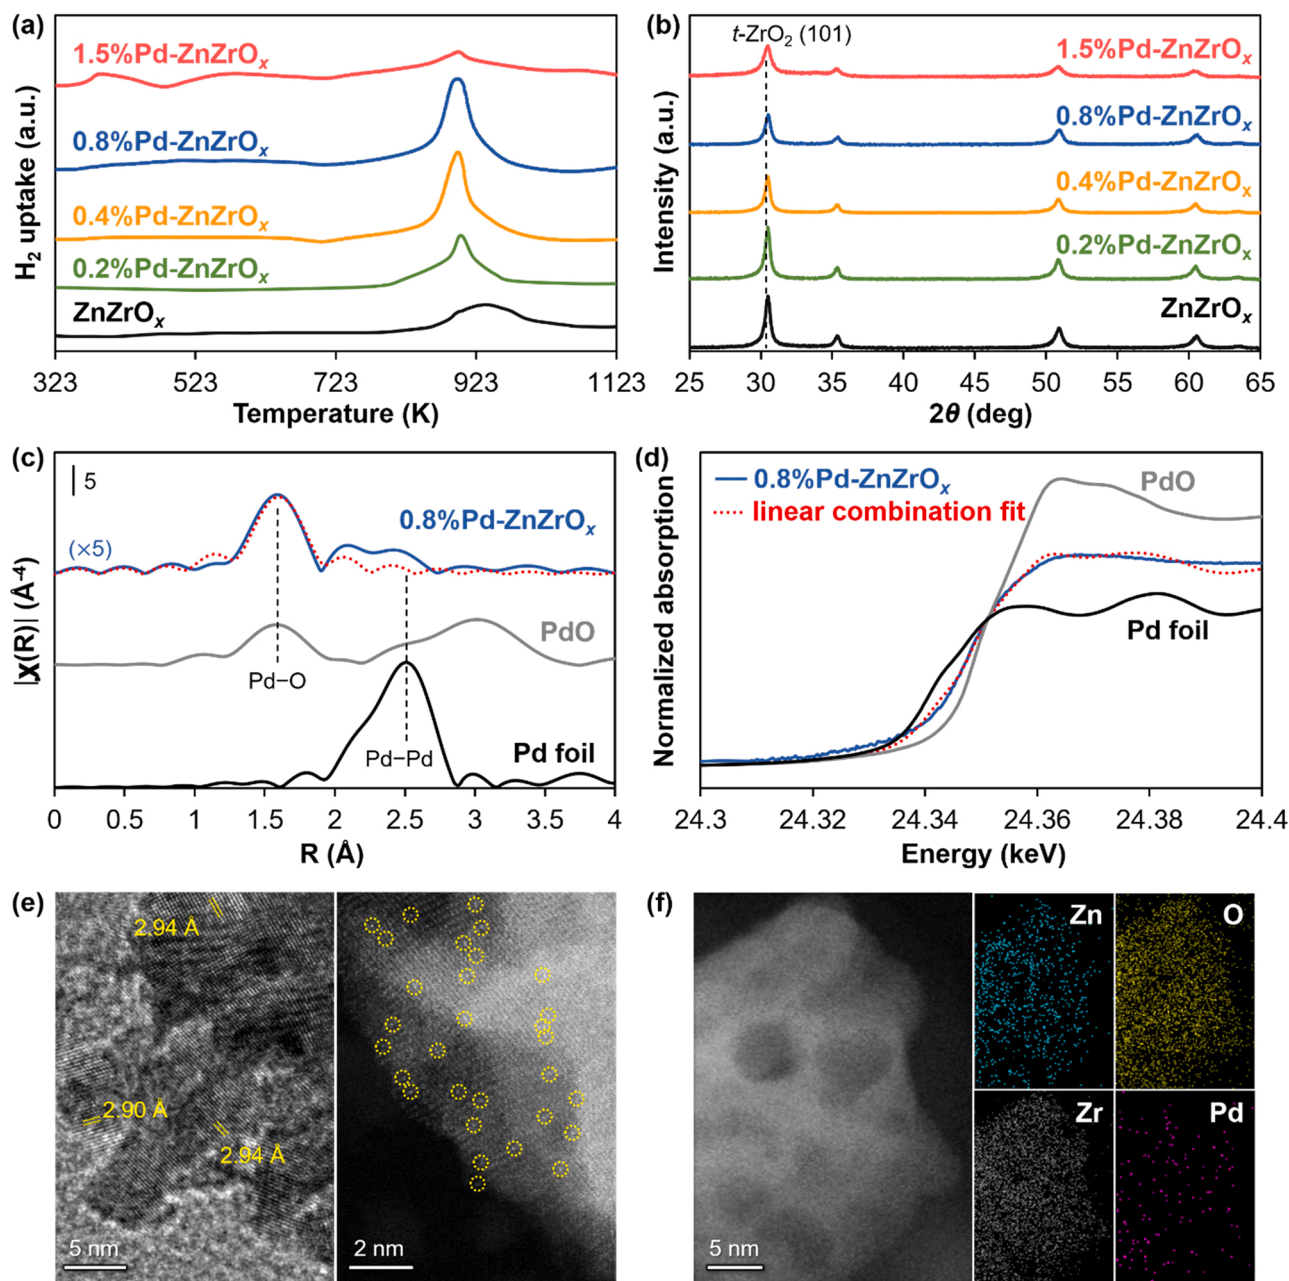 (a)
1.5%Pd-ZnZrOₓ
0.8%Pd-ZnZrOₓ
0.4%Pd-ZnZrOₓ
0.2%Pd-ZnZrOₓ
ZnZrOₓ
H₂ uptake (a.u.)
323 523 723 923 1123
Temperature (K)
(b)
t-ZrO₂ (101)
1.5%Pd-ZnZrOₓ
0.8%Pd-ZnZrOₓ
0.4%Pd-ZnZrOₓ
0.2%Pd-ZnZrOₓ
ZnZrOₓ
Intensity (a.u.)
25 30 35 40 45 50 55 60 65
2θ (deg)
(c)
5
0.8%Pd-ZnZrOₓ
(×5)
PdO
Pd−O
Pd−Pd
Pd foil
|χ(R)| (Å⁻⁴)
0 0.5 1 1.5 2 2.5 3 3.5 4
R (Å)
(d)
0.8%Pd-ZnZrOₓ
linear combination fit
PdO
Pd foil
Normalized absorption
24.3 24.32 24.34 24.36 24.38 24.4
Energy (keV)
(e)
2.94 Å
2.90 Å
2.94 Å
5 nm
2 nm
(f)
5 nm
Zn
O
Zr
Pd